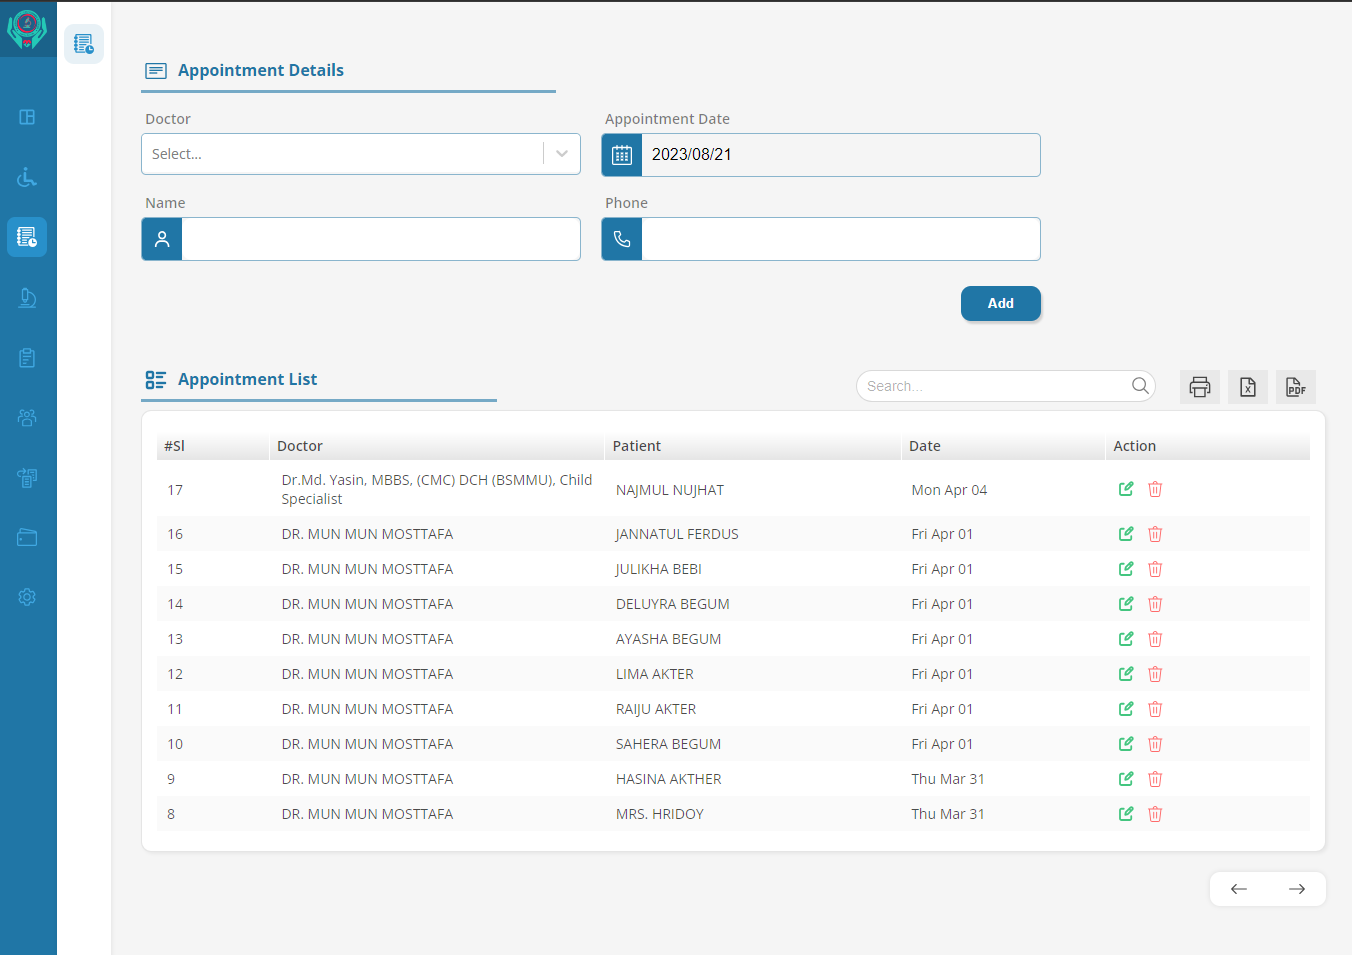 Appointment Details
Doctor
Appointment Date
Select...
2023/08/21
Name
Phone
Add
Appointment List
Search...
X
PDF
#Sl Doctor Patient Date Action
17 Dr.Md. Yasin, MBBS, (CMC) DCH (BSMMU), Child Specialist NAJMUL NUJHAT Mon Apr 04
16 DR. MUN MUN MOSTTAFA JANNATUL FERDUS Fri Apr 01
15 DR. MUN MUN MOSTTAFA JULIKHA BEBI Fri Apr 01
14 DR. MUN MUN MOSTTAFA DELUYRA BEGUM Fri Apr 01
13 DR. MUN MUN MOSTTAFA AYASHA BEGUM Fri Apr 01
12 DR. MUN MUN MOSTTAFA LIMA AKTER Fri Apr 01
11 DR. MUN MUN MOSTTAFA RAIJU AKTER Fri Apr 01
10 DR. MUN MUN MOSTTAFA SAHERA BEGUM Fri Apr 01
9 DR. MUN MUN MOSTTAFA HASINA AKTHER Thu Mar 31
8 DR. MUN MUN MOSTTAFA MRS. HRIDOY Thu Mar 31